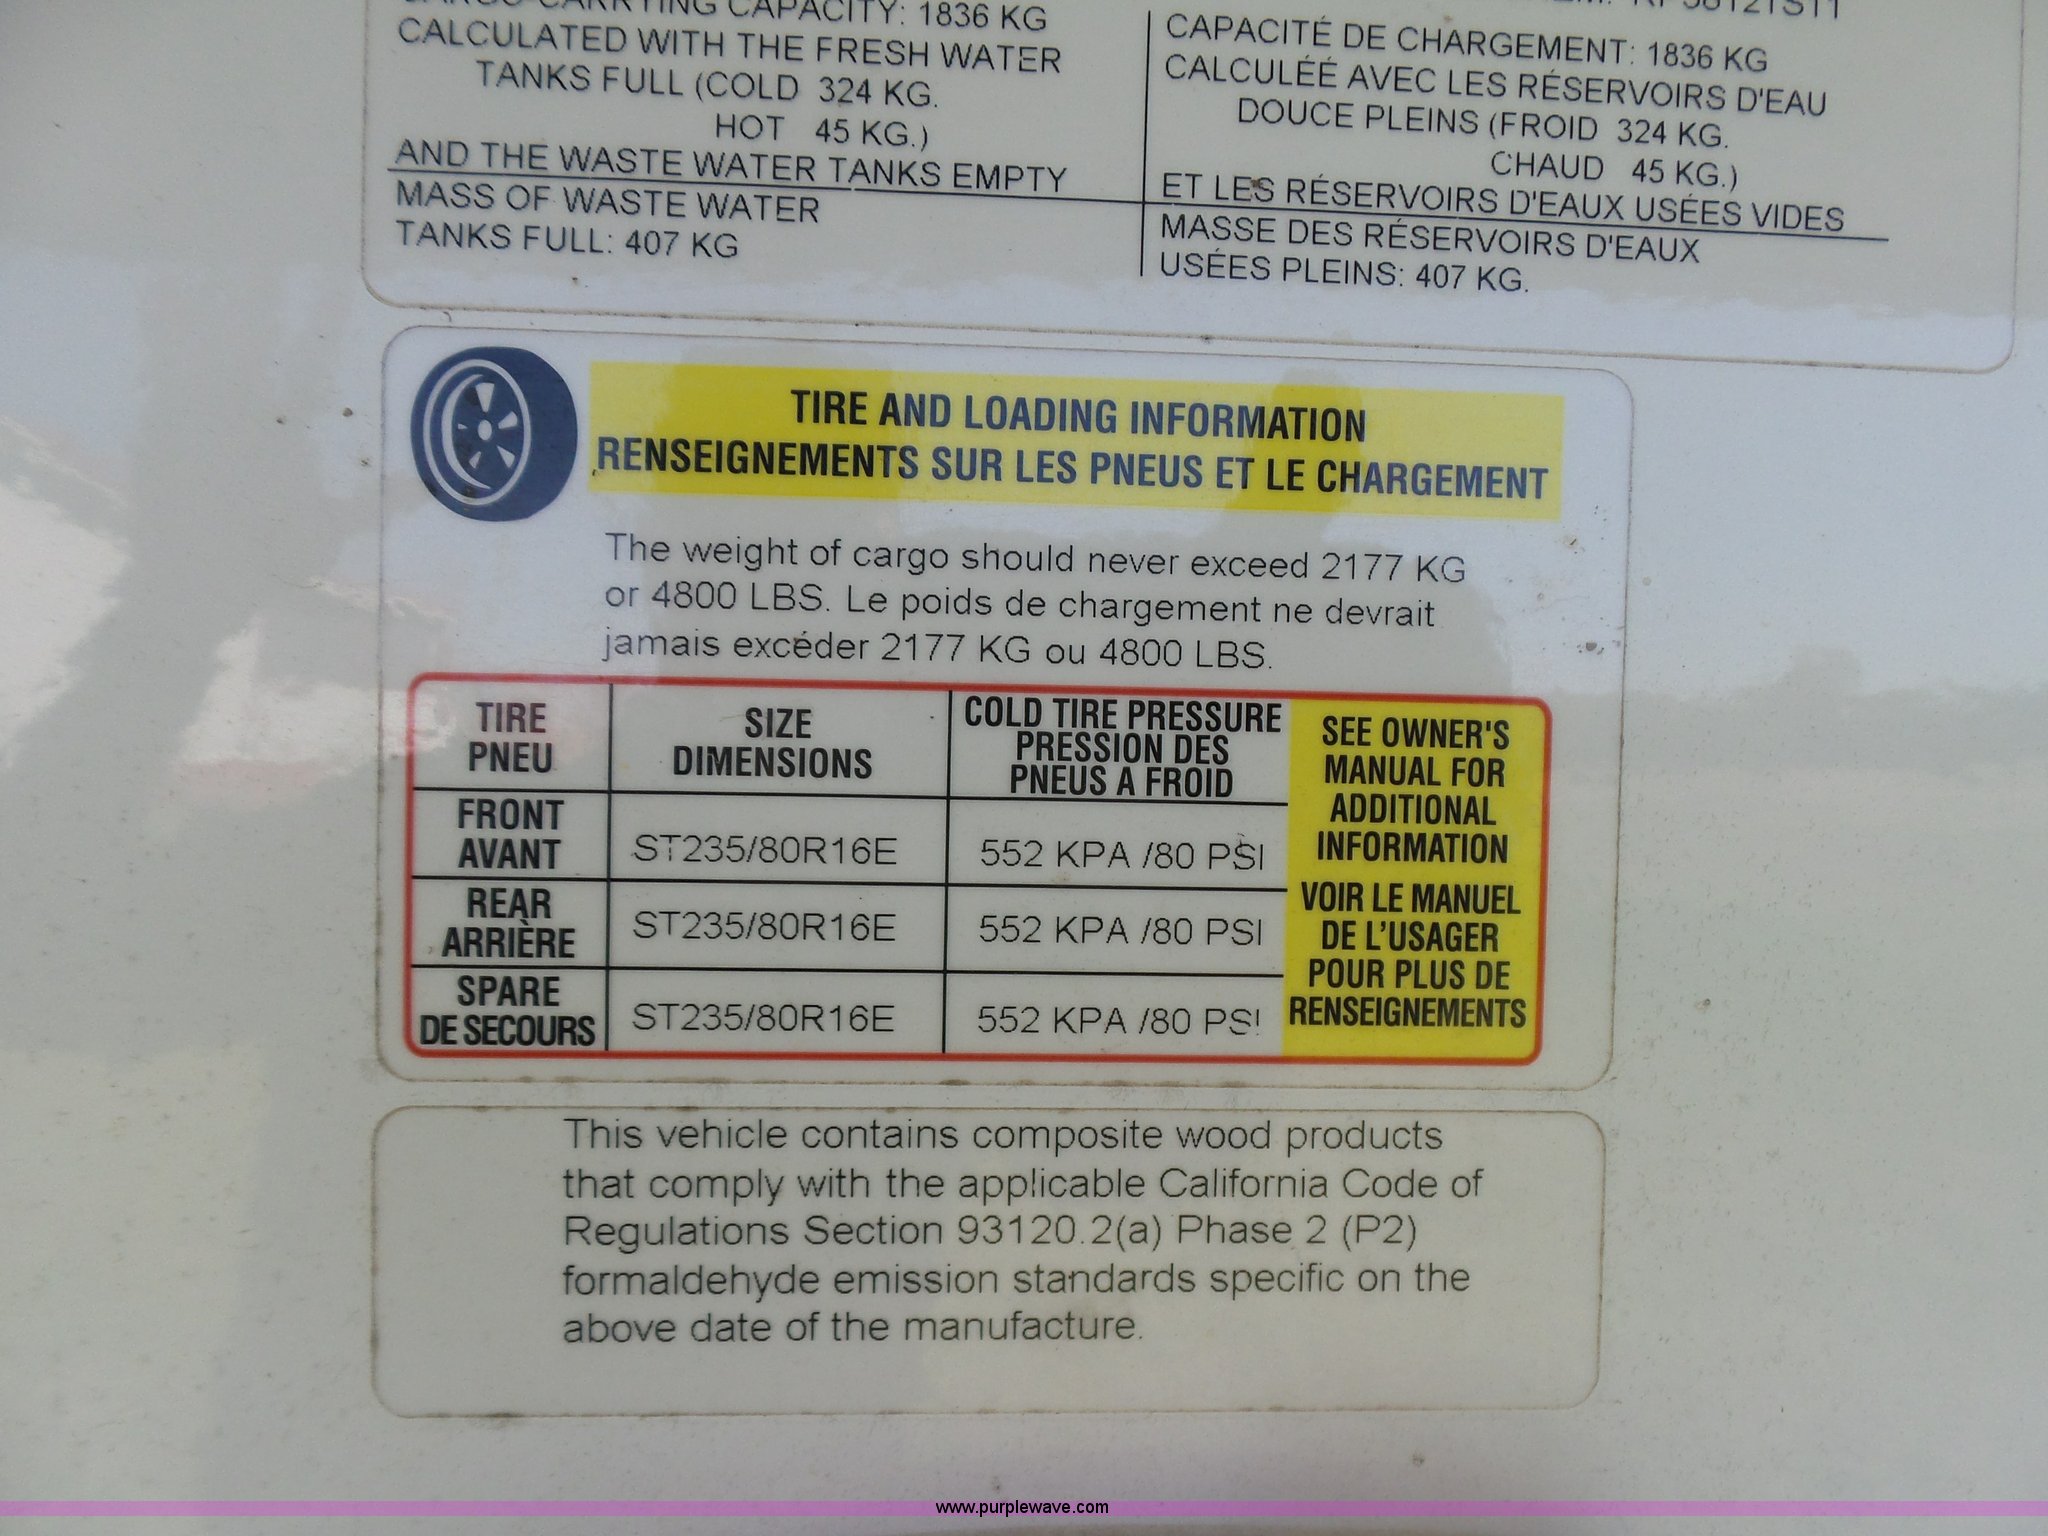 CARGO CARRYING CAPACITY: 1836 KG
CALCULATED WITH THE FRESH WATER
TANKS FULL (COLD 324 KG.
HOT 45 KG.)
AND THE WASTE WATER TANKS EMPTY
MASS OF WASTE WATER
TANKS FULL: 407 KG
CAPACITÉ DE CHARGEMENT: 1836 KG
CALCULÉÉ AVEC LES RÉSERVOIRS D'EAU
DOUCE PLEINS (FROID 324 KG.
CHAUD 45 KG.)
ET LES RÉSERVOIRS D'EAUX USÉES VIDES
MASSE DES RÉSERVOIRS D'EAUX
USÉES PLEINS: 407 KG.
TIRE AND LOADING INFORMATION
RENSEIGNEMENTS SUR LES PNEUS ET LE CHARGEMENT
The weight of cargo should never exceed 2177 KG
or 4800 LBS. Le poids de chargement ne devrait
jamais excéder 2177 KG ou 4800 LBS.
TIRE
PNEU
SIZE
DIMENSIONS
COLD TIRE PRESSURE
PRESSION DES
PNEUS A FROID
FRONT
AVANT
ST235/80R16E
552 KPA /80 PSI
REAR
ARRIÈRE
ST235/80R16E
552 KPA /80 PSI
SPARE
DE SECOURS
ST235/80R16E
552 KPA /80 PSI
SEE OWNER'S
MANUAL FOR
ADDITIONAL
INFORMATION
VOIR LE MANUEL
DE L'USAGER
POUR PLUS DE
RENSEIGNEMENTS
This vehicle contains composite wood products
that comply with the applicable California Code of
Regulations Section 93120.2(a) Phase 2 (P2)
formaldehyde emission standards specific on the
above date of the manufacture.
www.purplewave.com